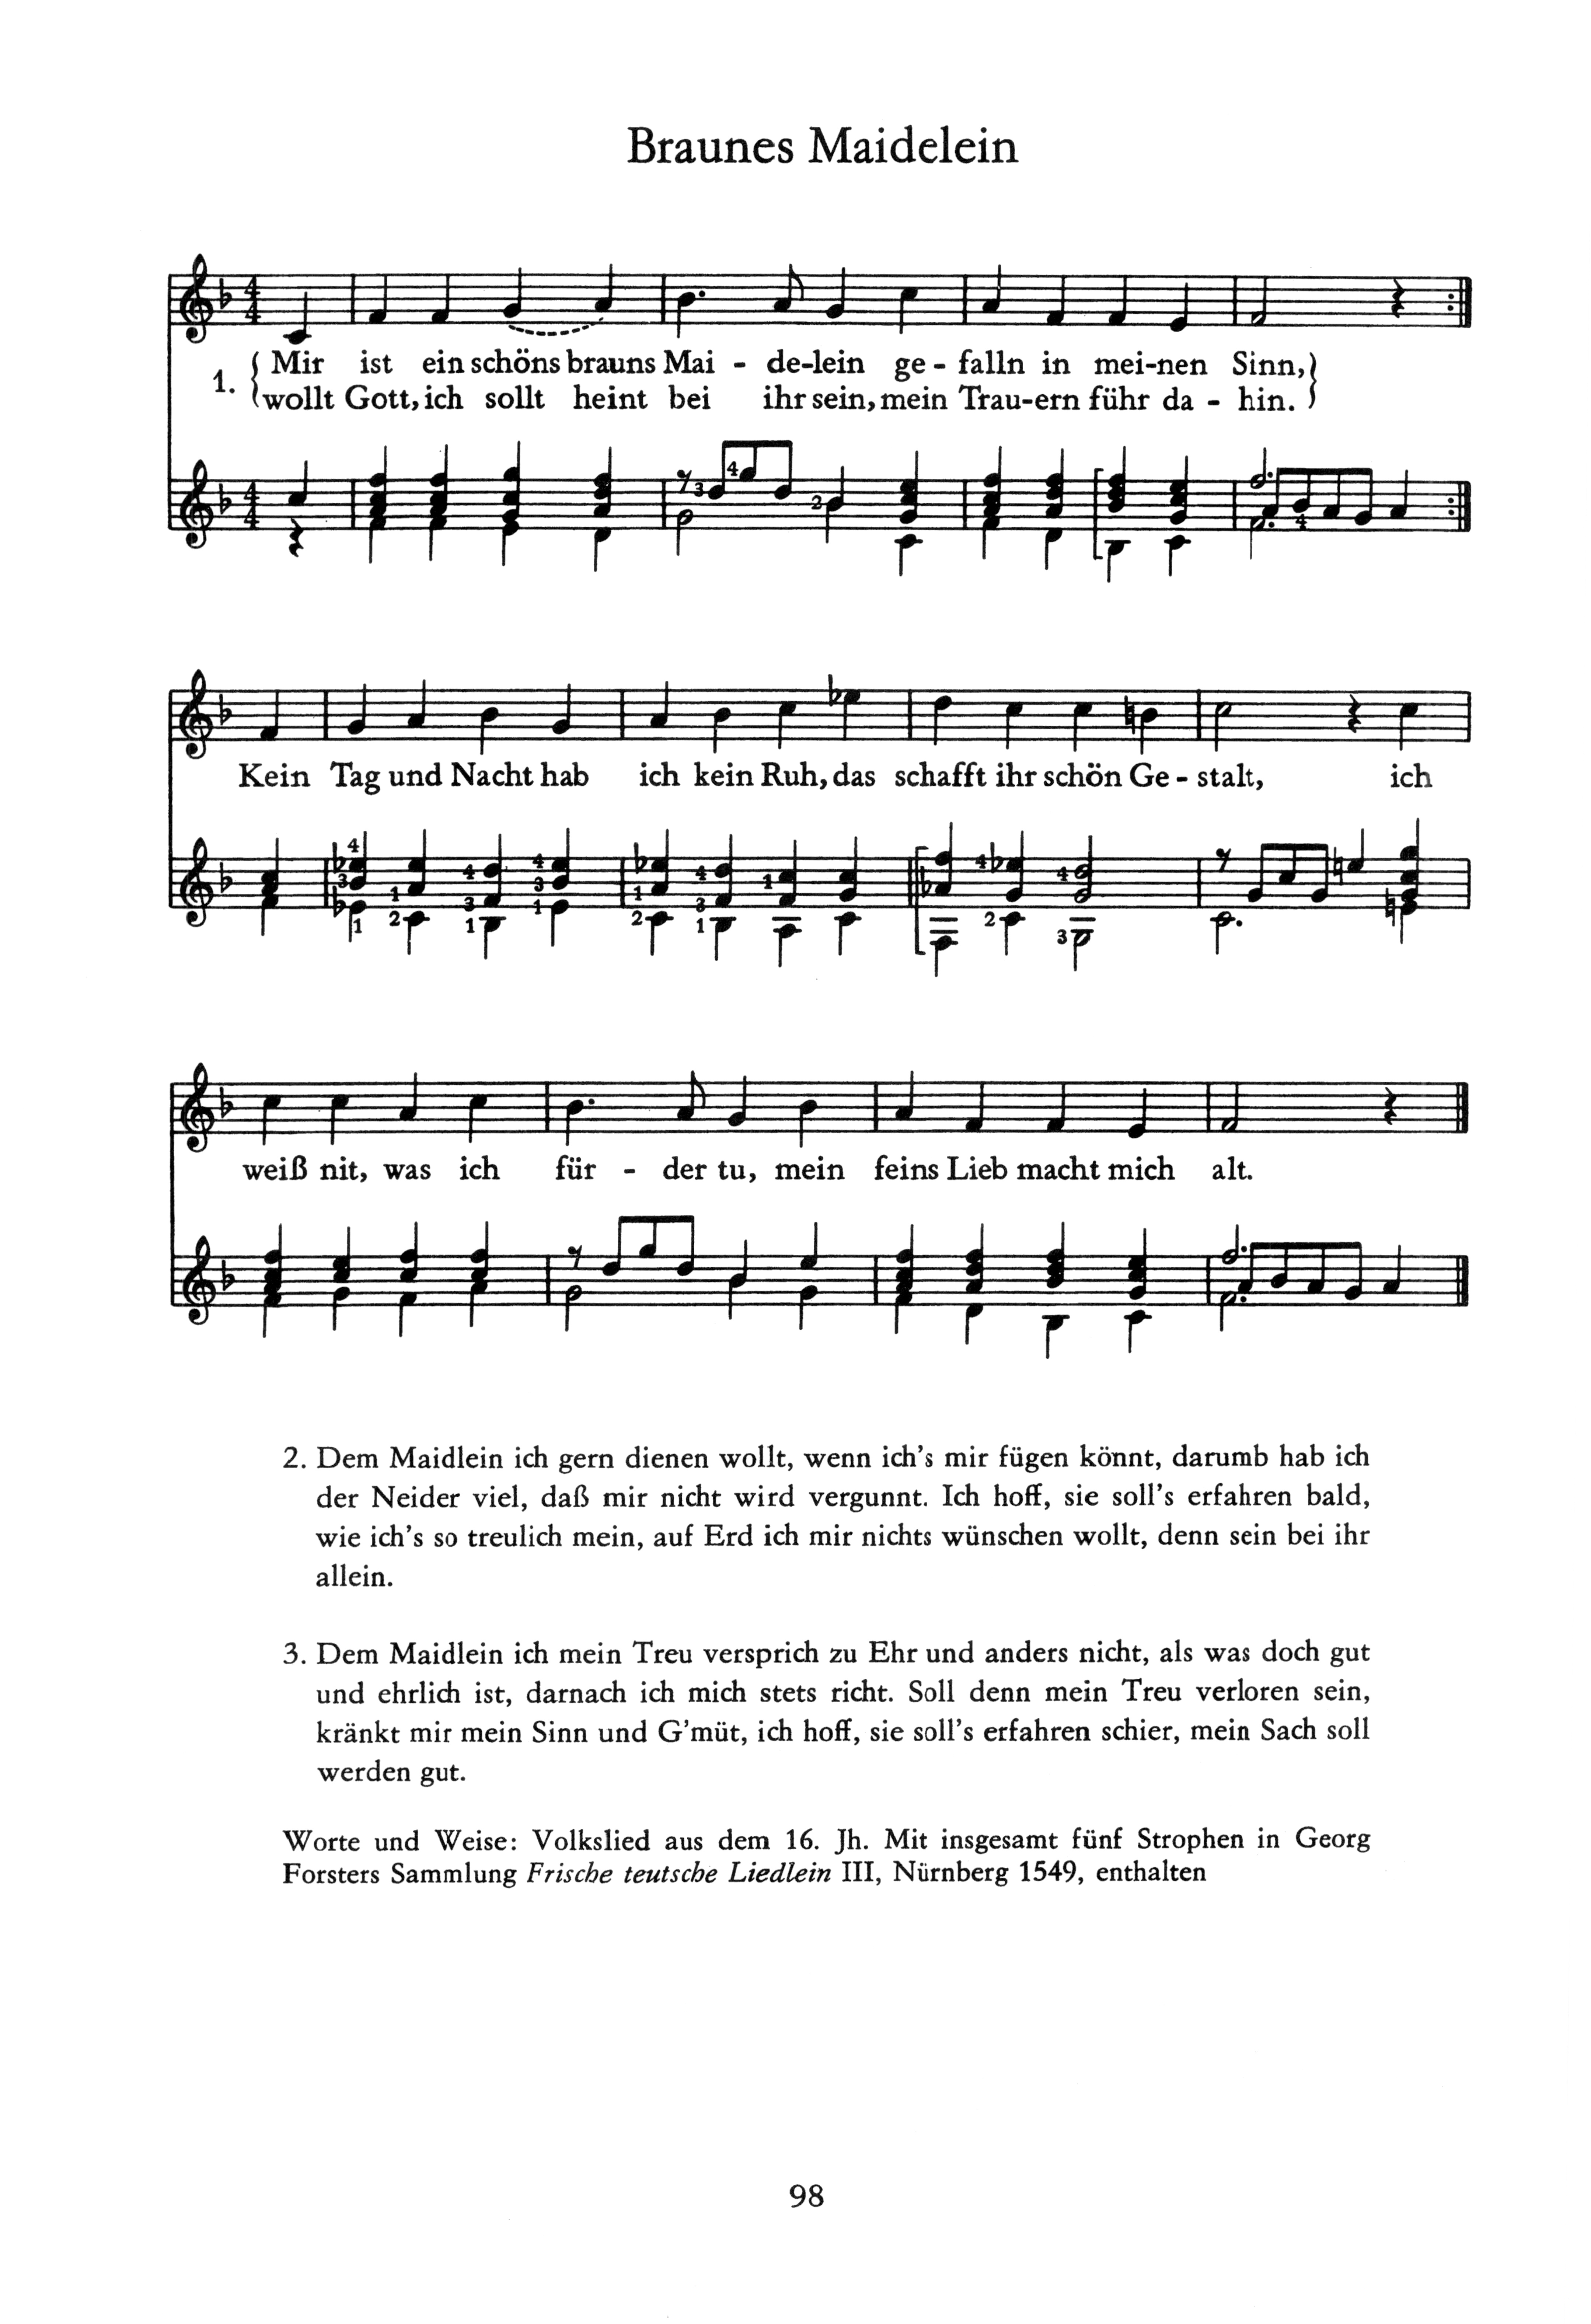 Braunes Maidelein
1. Mir ist ein schöns brauns Mai - de-lein ge - falln in mei-nen Sinn,
wollt Gott, ich sollt heint bei ihr sein, mein Trau-ern führ da - hin.
Kein Tag und Nacht hab ich kein Ruh, das schafft ihr schön Ge - stalt, ich
weiß nit, was ich für - der tu, mein feins Lieb macht mich alt.
2. Dem Maidlein ich gern dienen wollt, wenn ich's mir fügen könnt, darumb hab ich
der Neider viel, daß mir nicht wird vergunnt. Ich hoff, sie soll's erfahren bald,
wie ich's so treulich mein, auf Erd ich mir nichts wünschen wollt, denn sein bei ihr
allein.
3. Dem Maidlein ich mein Treu versprich zu Ehr und anders nicht, als was doch gut
und ehrlich ist, darnach ich mich stets richt. Soll denn mein Treu verloren sein,
kränkt mir mein Sinn und G'müt, ich hoff, sie soll's erfahren schier, mein Sach soll
werden gut.
Worte und Weise: Volkslied aus dem 16. Jh. Mit insgesamt fünf Strophen in Georg
Forsters Sammlung Frische teutsche Liedlein III, Nürnberg 1549, enthalten
98